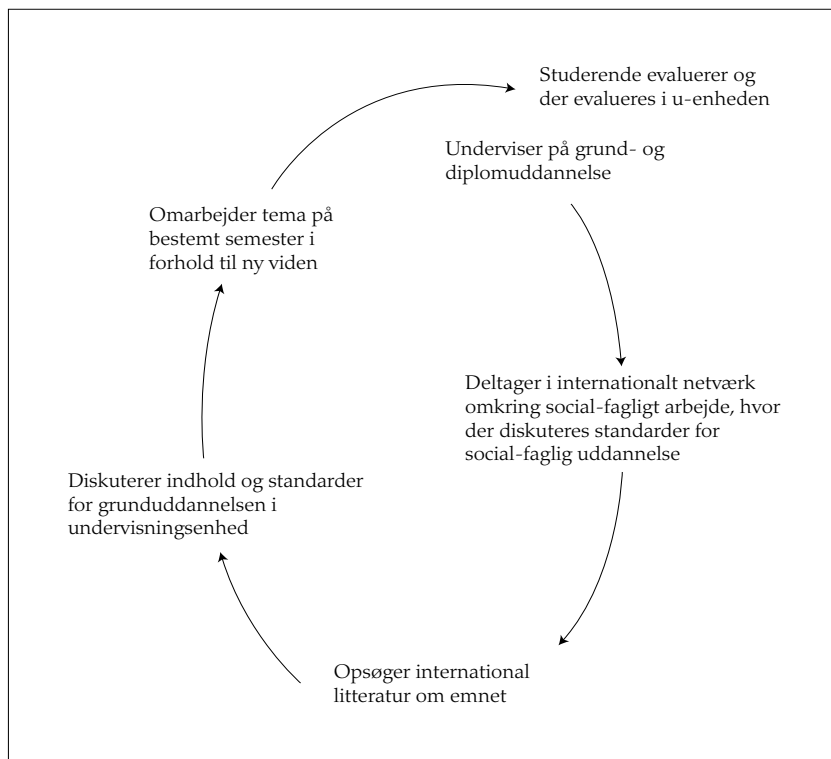 Studerende evaluerer og
der evalueres i u-enheden
Underviser på grund- og
diplomuddannelse
Omarbejder tema på
bestemt semester i
forhold til ny viden
Deltager i internationalt netværk
omkring social-fagligt arbejde, hvor
der diskuteres standarder for
social-faglig uddannelse
Diskuterer indhold og standarder
for grunduddannelsen i
undervisningsenhed
Opsøger international
litteratur om emnet